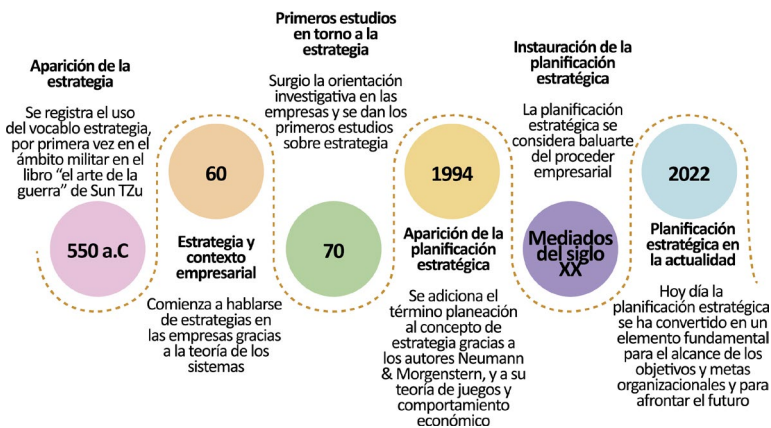 Aparición de la
estrategia
Se registra el uso
del vocablo estrategia,
por primera vez en el
ámbito militar en el
libro “el arte de la
guerra” de Sun TZu
550 a.C
60
Estrategia y
contexto
empresarial
Comienza a hablarse
de estrategias en
las empresas gracias
a la teoría de los
sistemas
Primeros estudios
en torno a la
estrategia
Surgio la orientación
investigativa en las
empresas y se dan los
primeros estudios
sobre estrategia
70
1994
Aparición de la
planificación
estratégica
Se adiciona el
término planeación
al concepto de
estrategia gracias a
los autores Neumann
& Morgenstern, y a su
teoría de juegos y
comportamiento
económico
Instauración de la
planificación
estratégica
La planificación
estratégica se
considera baluarte
del proceder
empresarial
Mediados
del siglo
XX
2022
Planificación
estratégica en
la actualidad
Hoy día la
planificación estratégica
se ha convertido en un
elemento fundamental
para el alcance de los
objetivos y metas
organizacionales y para
afrontar el futuro